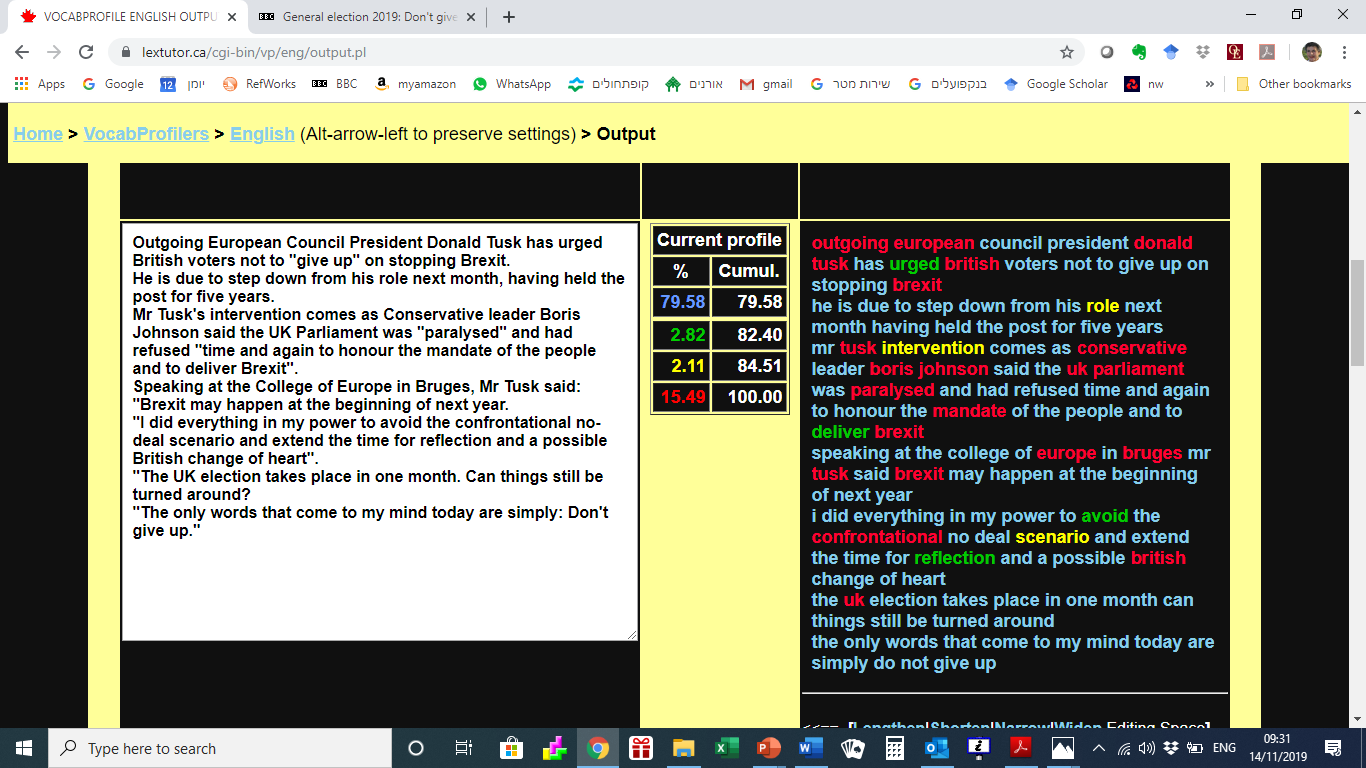 VOCABPROFILE ENGLISH OUTPU
General election 2019: Don't give
lextutor.ca/cgi-bin/vp/eng/output.pl
Apps Google יומן RefWorks BBC myamazon WhatsApp קופתחולים אורנים gmail שירות מטר בנקפועלים Google Scholar nw » Other bookmarks
Home > VocabProfilers > English (Alt-arrow-left to preserve settings) > Output
Outgoing European Council President Donald Tusk has urged
British voters not to "give up" on stopping Brexit.
He is due to step down from his role next month, having held the
post for five years.
Mr Tusk's intervention comes as Conservative leader Boris
Johnson said the UK Parliament was "paralysed" and had
refused "time and again to honour the mandate of the people
and to deliver Brexit".
Speaking at the College of Europe in Bruges, Mr Tusk said:
"Brexit may happen at the beginning of next year.
"I did everything in my power to avoid the confrontational no-
deal scenario and extend the time for reflection and a possible
British change of heart".
"The UK election takes place in one month. Can things still be
turned around?
"The only words that come to my mind today are simply: Don't
give up."
Current profile
% Cumul.
79.58 79.58
2.82 82.40
2.11 84.51
15.49 100.00
outgoing european council president donald
tusk has urged british voters not to give up on
stopping brexit
he is due to step down from his role next
month having held the post for five years
mr tusk intervention comes as conservative
leader boris johnson said the uk parliament
was paralysed and had refused time and again
to honour the mandate of the people and to
deliver brexit
speaking at the college of europe in bruges mr
tusk said brexit may happen at the beginning
of next year
i did everything in my power to avoid the
confrontational no deal scenario and extend
the time for reflection and a possible british
change of heart
the uk election takes place in one month can
things still be turned around
the only words that come to my mind today are
simply do not give up
<<== [Lengthen|Shorten|Narrow|Widen Editing Space]
Type here to search
ENG
09:31
14/11/2019